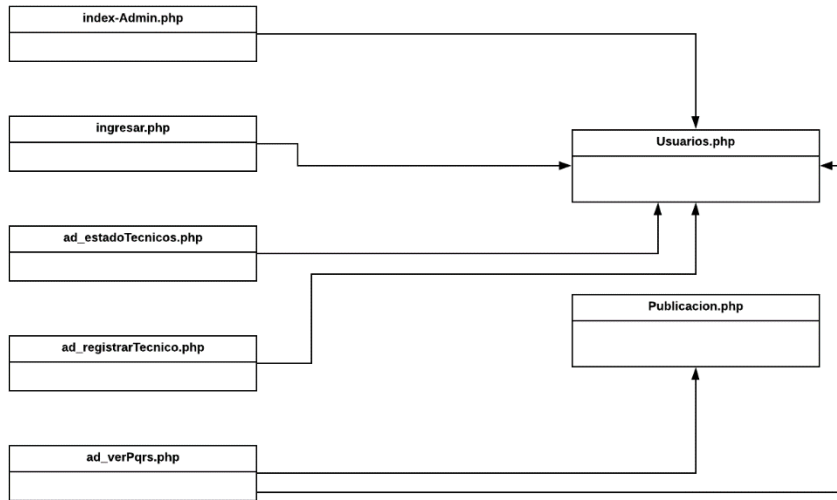 index-Admin.php
ingresar.php
Usuarios.php
ad_estadoTecnicos.php
Publicacion.php
ad_registrarTecnico.php
ad_verPqrs.php